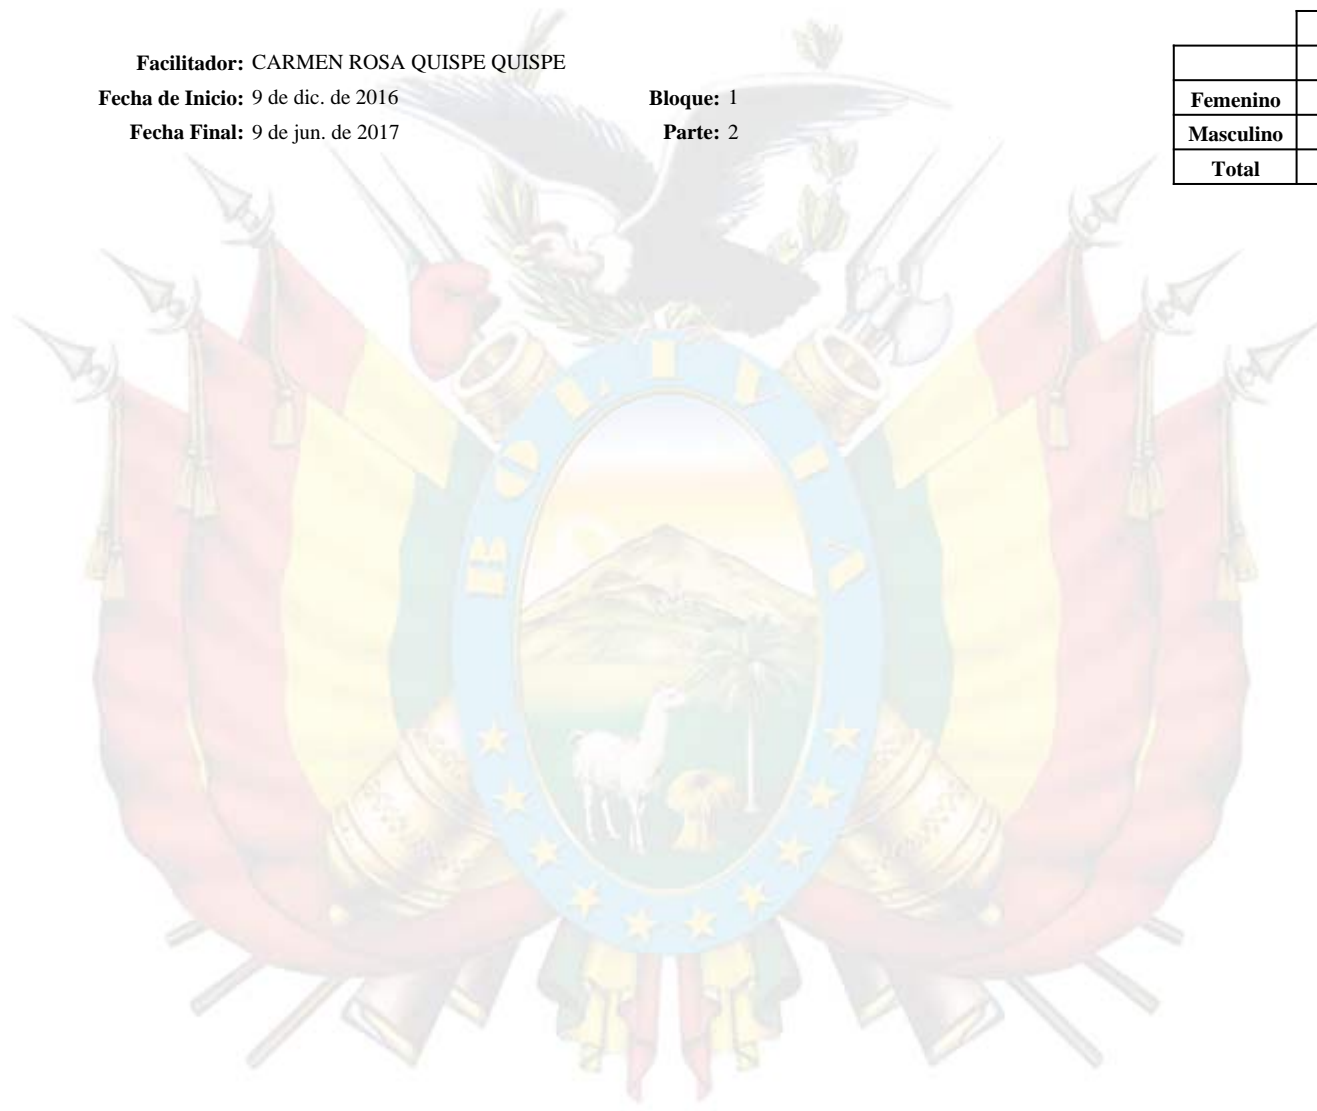 Facilitador: CARMEN ROSA QUISPE QUISPE
Fecha de Inicio: 9 de dic. de 2016 Bloque: 1
Fecha Final: 9 de jun. de 2017 Parte: 2
Femenino
Masculino
Total
BOLIVIA